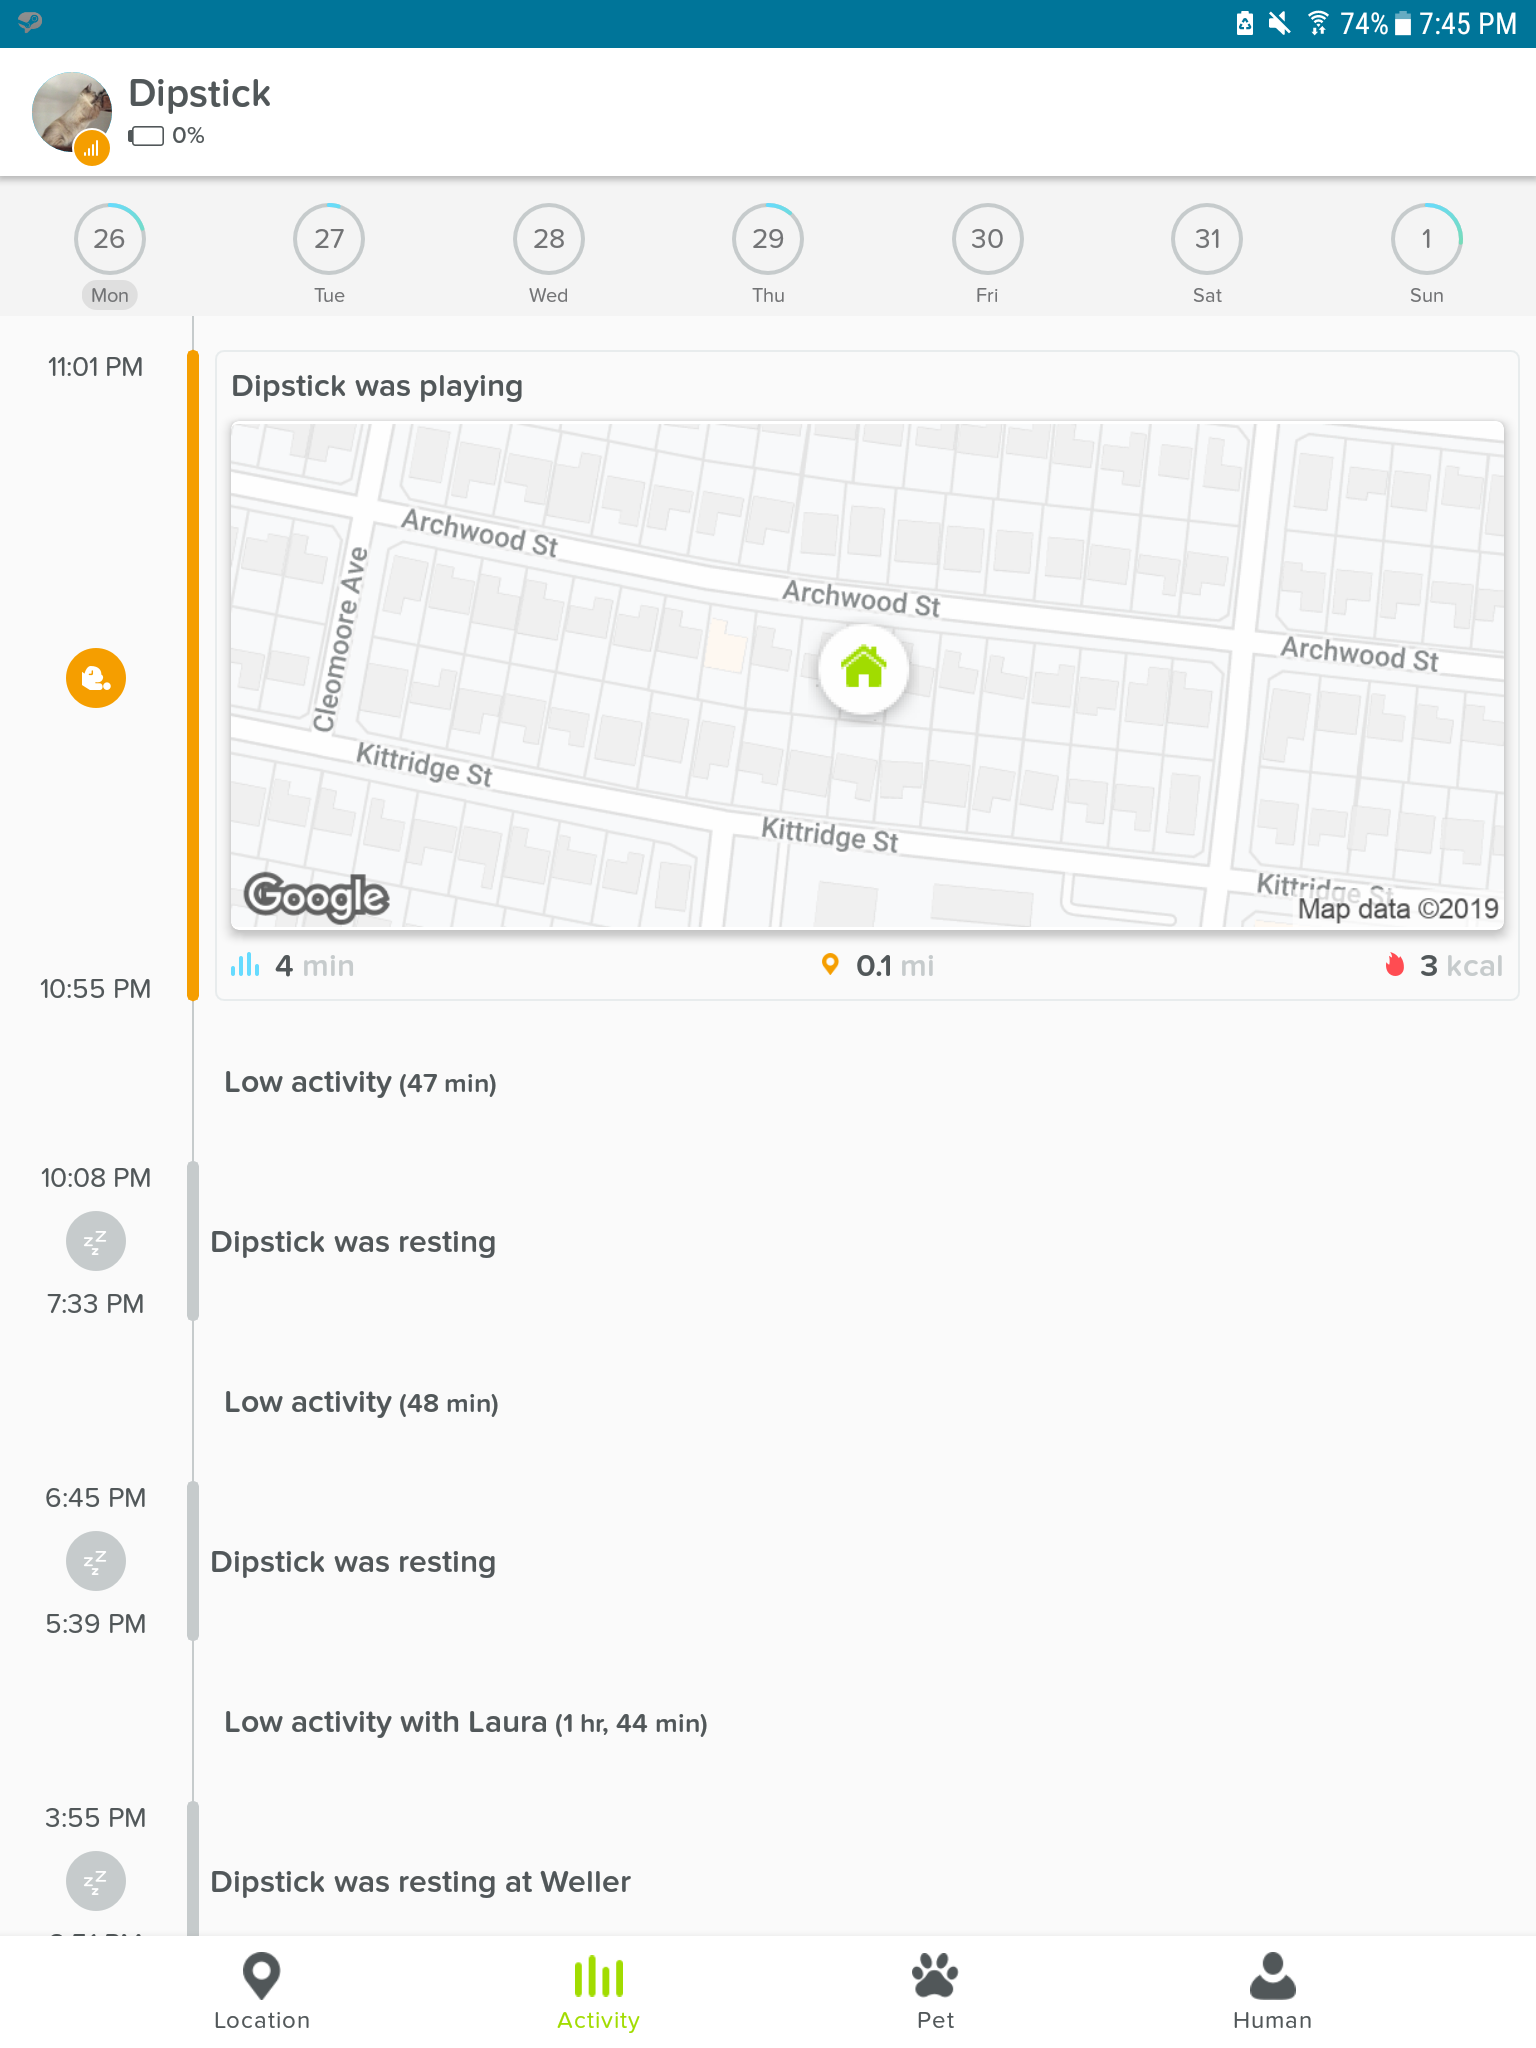 74% 7:45 PM
Dipstick
0%
26 27 28 29 30 31 1
Mon Tue Wed Thu Fri Sat Sun
11:01 PM
Dipstick was playing
Archwood St
Archwood St
Archwood St
Cleomoore Ave
Kittridge St
Kittridge St
Kittridge St
Google
Map data ©2019
4 min 0.1 mi 3 kcal
10:55 PM
Low activity (47 min)
10:08 PM
zzz
Dipstick was resting
7:33 PM
Low activity (48 min)
6:45 PM
zzz
Dipstick was resting
5:39 PM
Low activity with Laura (1 hr, 44 min)
3:55 PM
zzz
Dipstick was resting at Weller
Location Activity Pet Human